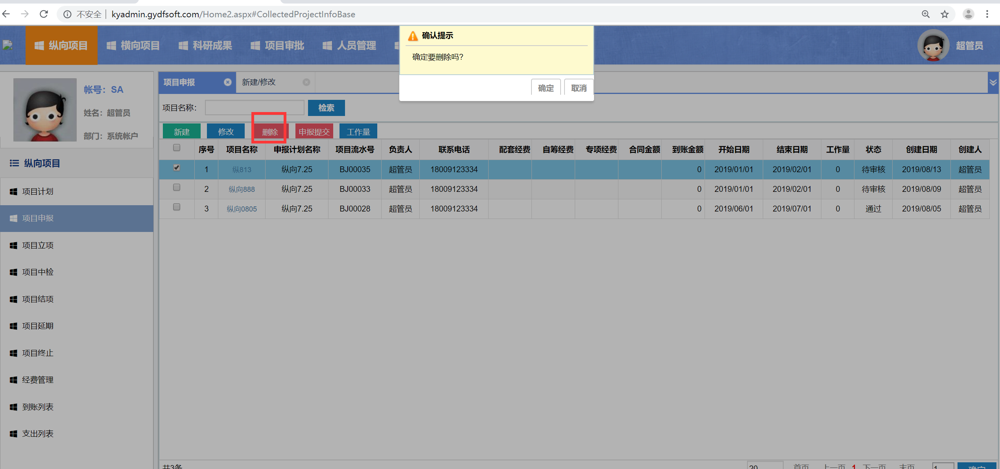 不安全 kyadmin.gydfsoft.com/Home2.aspx#CollectedProjectInfoBase
纵向项目 横向项目 科研成果 项目审批 人员管理 超管员
确认提示
确定要删除吗?
确定 取消
帐号：SA
姓名：超管员
部门：系统帐户
纵向项目
项目计划
项目申报
项目立项
项目中检
项目结项
项目延期
项目终止
经费管理
到账列表
支出列表
项目申报 新建/修改
项目名称： 检索
新建 修改 删除 申报提交 工作量
序号 项目名称 申报计划名称 项目流水号 负责人 联系电话 配套经费 自筹经费 专项经费 合同金额 到账金额 开始日期 结束日期 工作量 状态 创建日期 创建人
1 纵813 纵向7.25 BJ00035 超管员 18009123334 0 2019/01/01 2019/02/01 0 待审核 2019/08/13 超管员
2 纵向888 纵向7.25 BJ00033 超管员 18009123334 0 2019/01/01 2019/02/01 0 待审核 2019/08/09 超管员
3 纵向0805 纵向7.25 BJ00028 超管员 18009123334 0 2019/06/01 2019/07/01 0 通过 2019/08/05 超管员
共3条 20 首页 上一页 1 下一页 末页 1 确定